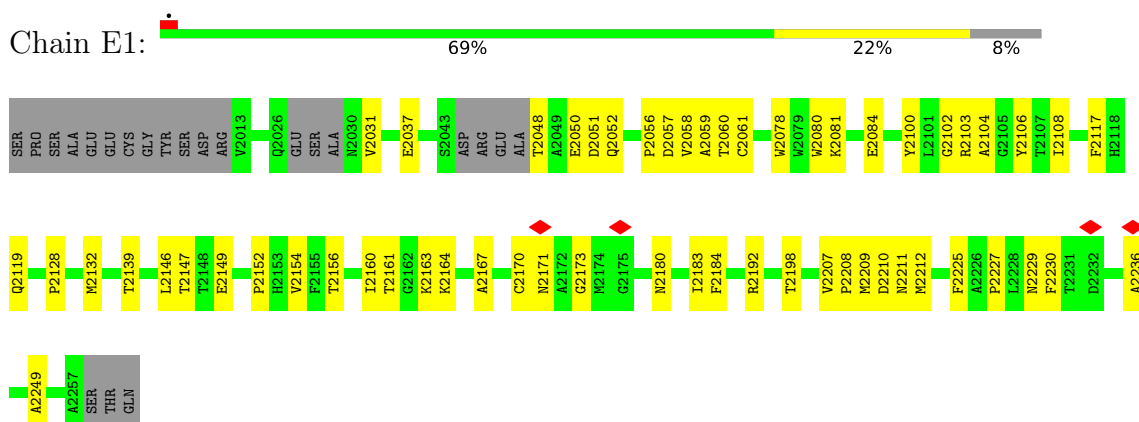 Chain E1:
69% 22% 8%
SER PRO SER ALA GLU GLU CYS GLY TYR SER ASP ARG V2013 Q2026 GLU SER ALA N2030 V2031 E2037 S2043 ASP ARG GLU ALA T2048 A2049 E2050 D2051 Q2052 P2056 D2057 V2058 A2059 T2060 C2061 W2078 W2079 W2080 K2081 E2084 Y2100 L2101 G2102 R2103 A2104 G2105 Y2106 T2107 I2108 F2117 H2118
Q2119 P2128 M2132 T2139 L2146 T2147 T2148 E2149 P2152 H2153 V2154 F2155 T2156 I2160 T2161 G2162 K2163 K2164 A2167 C2170 N2171 A2172 G2173 M2174 G2175 N2180 I2183 F2184 R2192 T2198 V2207 P2208 M2209 D2210 N2211 M2212 F2225 A2226 P2227 L2228 N2229 F2230 T2231 D2232 A2236
A2249 A2257 SER THR GLN